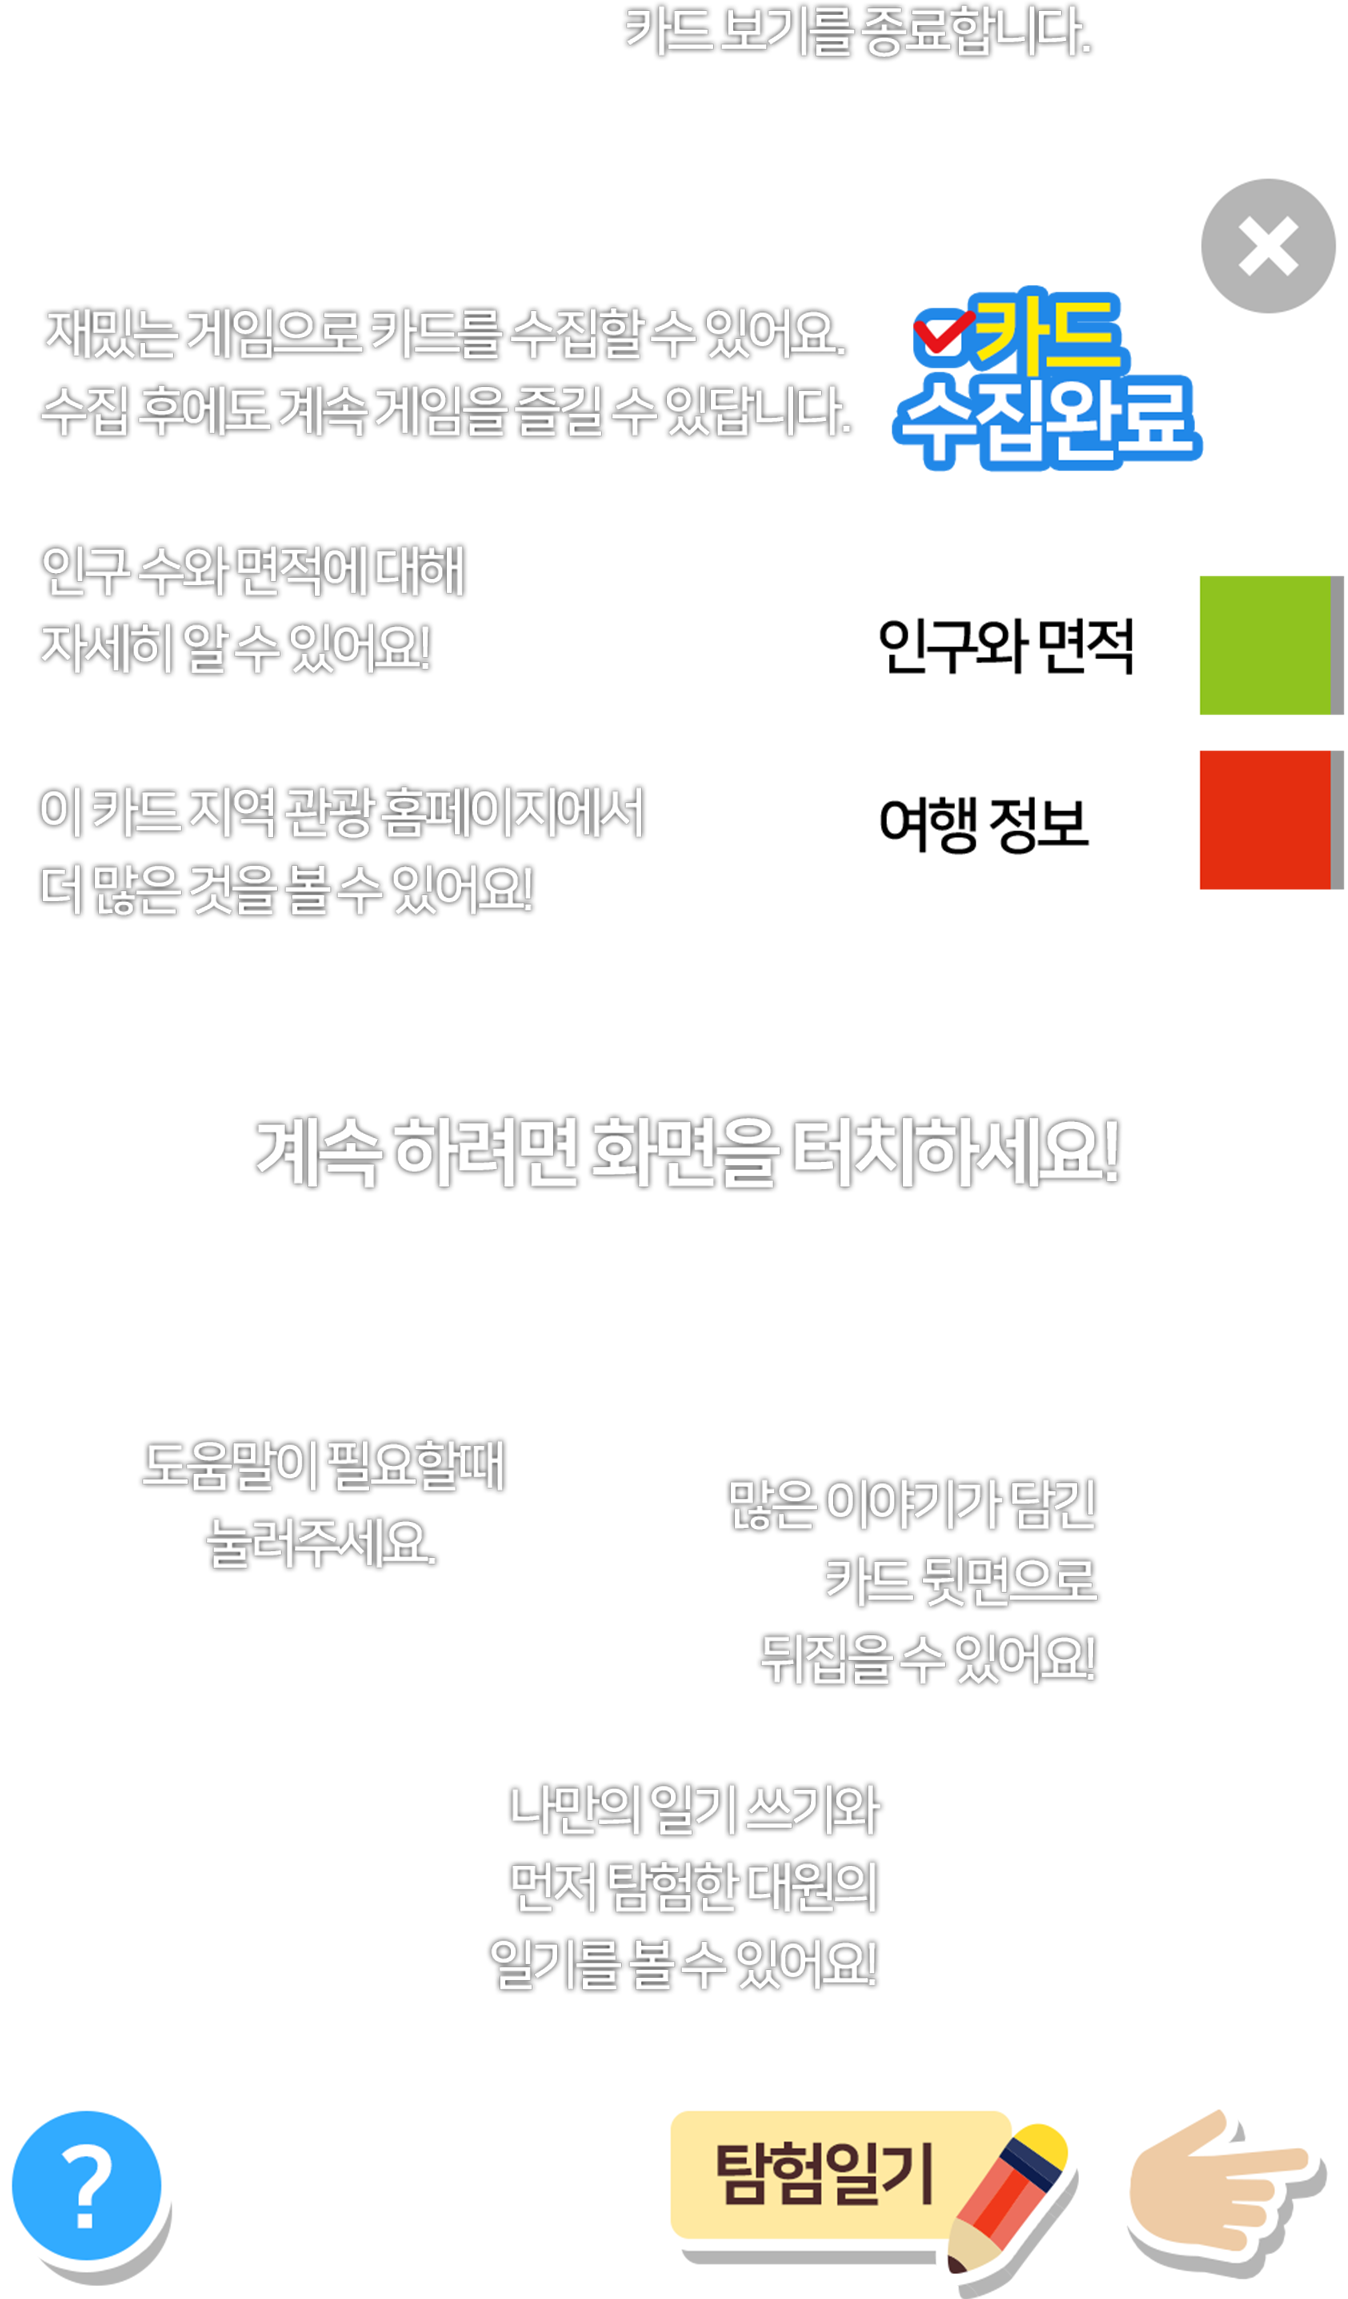 카드 보기를 종료합니다.
재밌는 게임으로 카드를 수집할 수 있어요.
수집 후에도 계속 게임을 즐길 수 있답니다.
카드
수집완료
인구 수와 면적에 대해
자세히 알 수 있어요!
인구와 면적
이 카드 지역 관광 홈페이지에서
더 많은 것을 볼 수 있어요!
여행 정보
계속 하려면 화면을 터치하세요!
도움말이 필요할때
눌러주세요.
많은 이야기가 담긴
카드 뒷면으로
뒤집을 수 있어요!
나만의 일기 쓰기와
먼저 탐험한 대원의
일기를 볼 수 있어요!
?
탐험일기